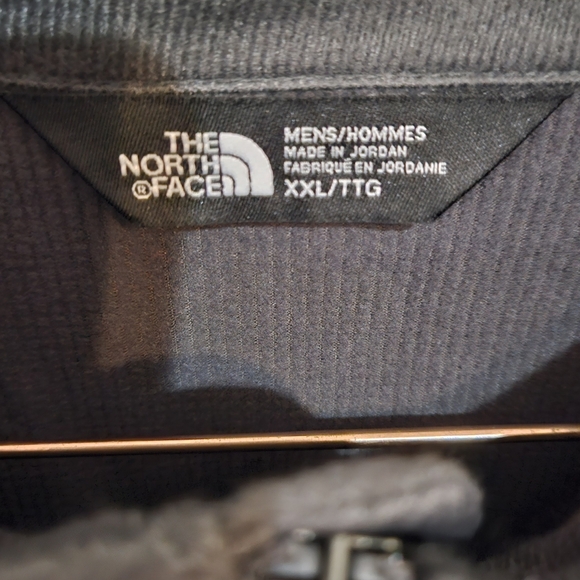 THE
NORTH
®FACE
MENS/HOMMES
MADE IN JORDAN
FABRIQUÉ EN JORDANIE
XXL/TTG